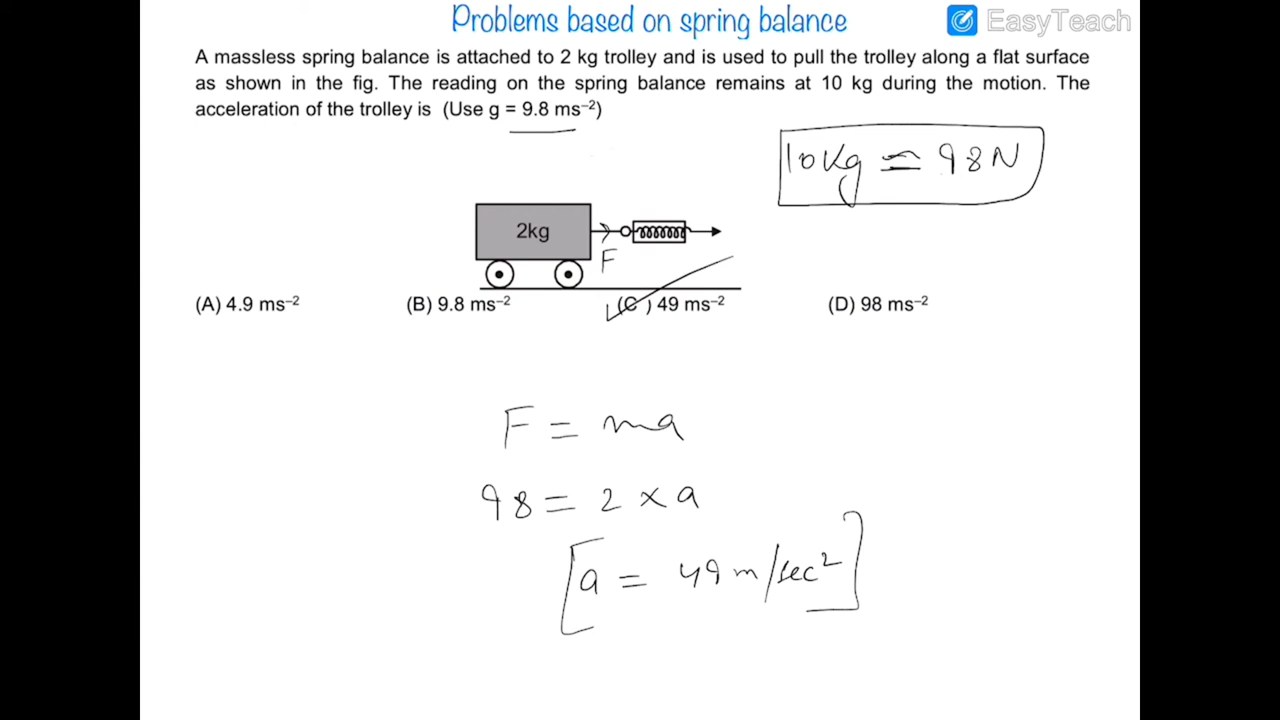 Problems based on spring balance
EasyTeach
A massless spring balance is attached to 2 kg trolley and is used to pull the trolley along a flat surface
as shown in the fig. The reading on the spring balance remains at 10 kg during the motion. The
acceleration of the trolley is (Use g = 9.8 ms⁻²)
10Kg ≃ 98N
2kg
F
(A) 4.9 ms⁻² (B) 9.8 ms⁻² (C) 49 ms⁻² (D) 98 ms⁻²
F = ma
98 = 2 × a
[a = 49 m/sec²]